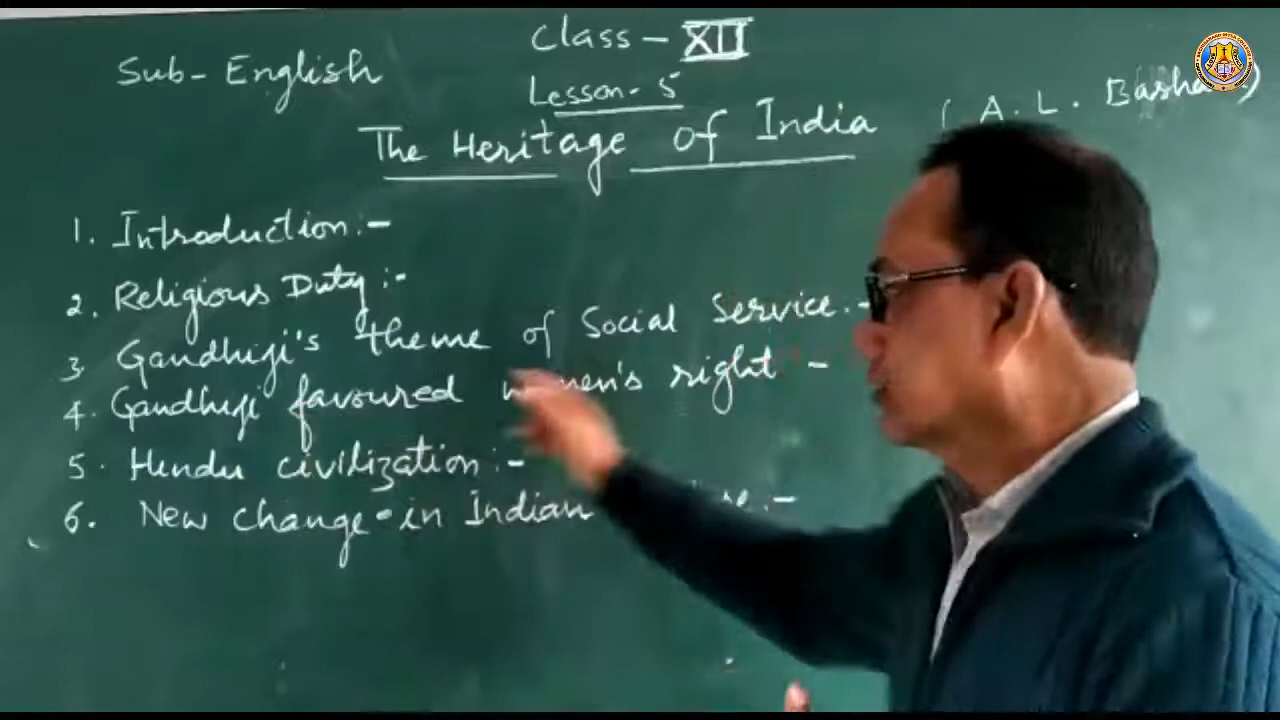 Class - XII
Sub- English
Lesson- 5
The Heritage of India (A. L. Basha
1. Introduction:-
2. Religious Duty:-
3 Gandhiji's theme of Social Service.-
4. Gandhiji favoured women's right -
5. Hindu civilization:-
6. New change in Indian